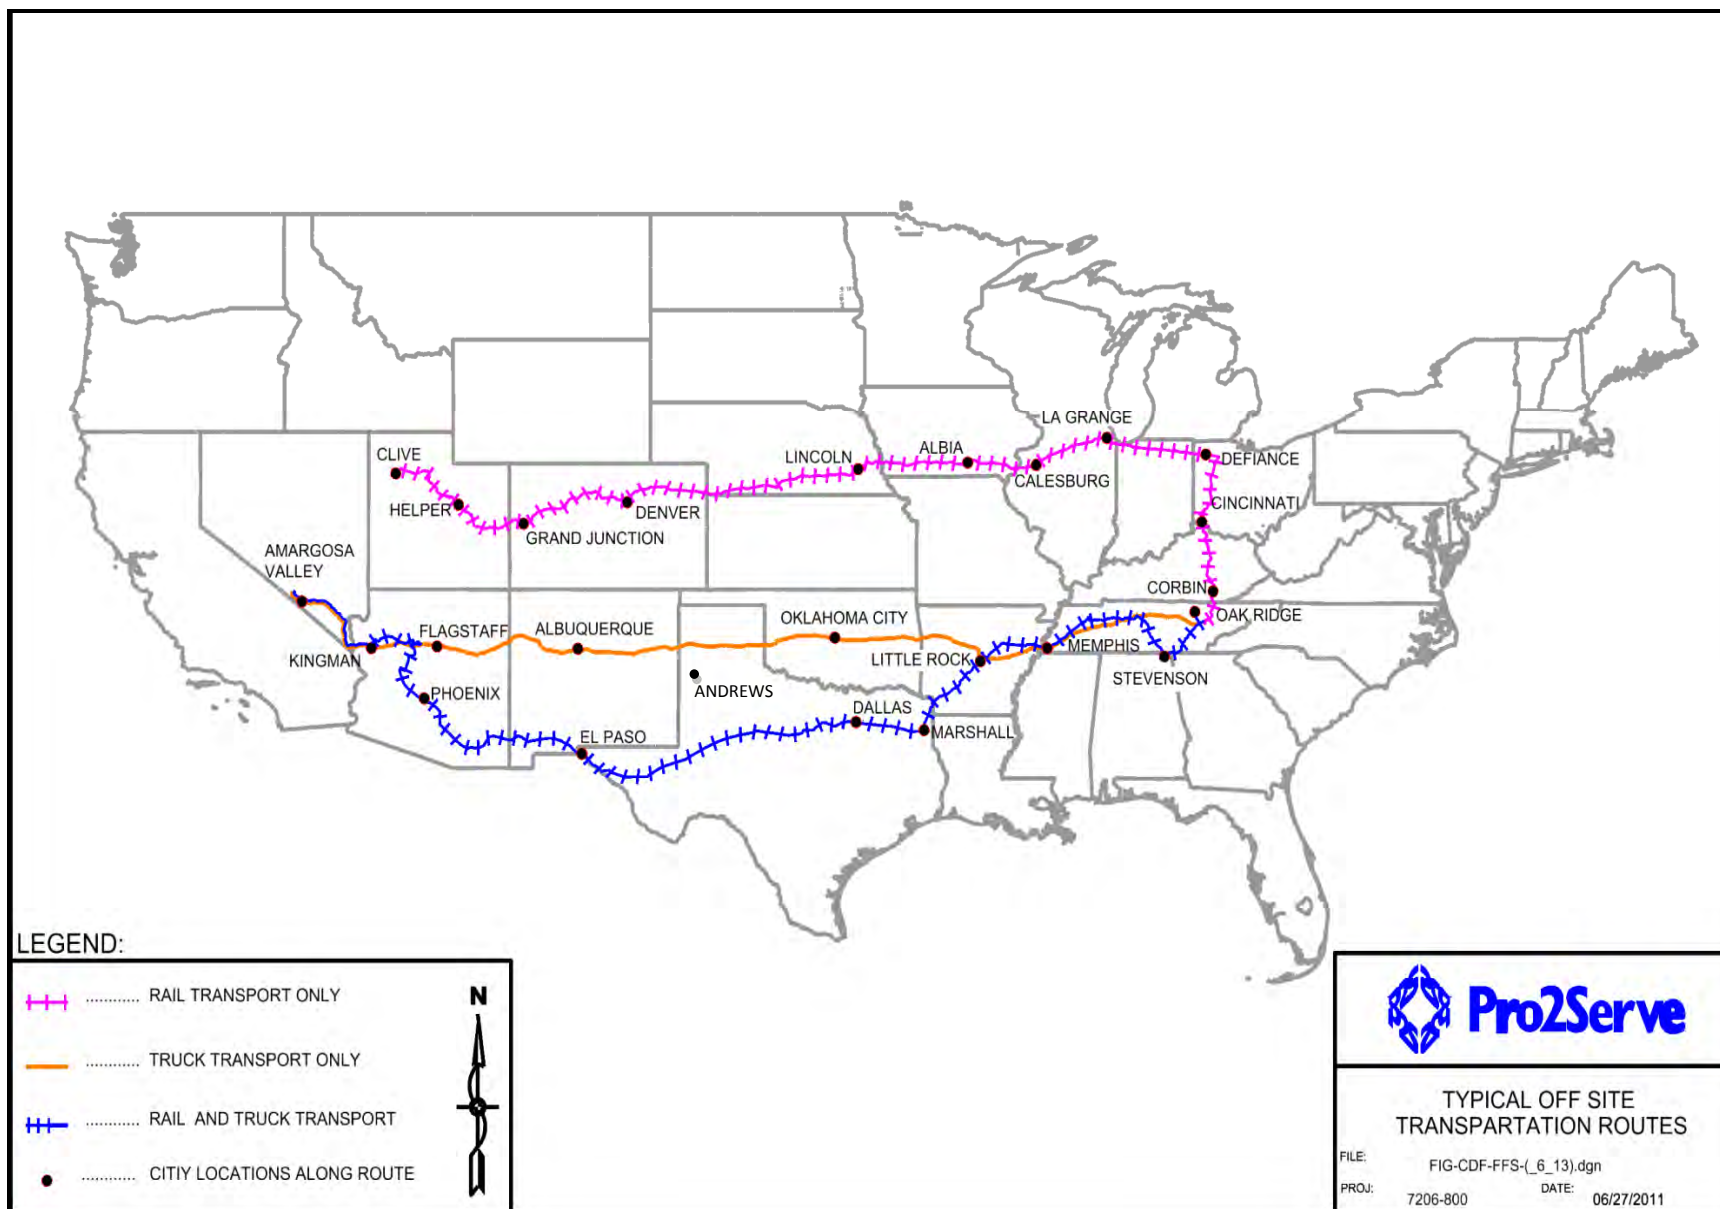 LA GRANGE
CLIVE
LINCOLN
ALBIA
DEFIANCE
CALESBURG
HELPER
DENVER
CINCINNATI
GRAND JUNCTION
AMARGOSA
VALLEY
CORBIN
OAK RIDGE
OKLAHOMA CITY
FLAGSTAFF
ALBUQUERQUE
KINGMAN
LITTLE ROCK
MEMPHIS
STEVENSON
PHOENIX
ANDREWS
DALLAS
MARSHALL
EL PASO
LEGEND:
............ RAIL TRANSPORT ONLY
............ TRUCK TRANSPORT ONLY
............ RAIL AND TRUCK TRANSPORT
............ CITIY LOCATIONS ALONG ROUTE
N
Pro2Serve
TYPICAL OFF SITE
TRANSPARTATION ROUTES
FILE: FIG-CDF-FFS-(_6_13).dgn
PROJ: 7206-800 DATE: 06/27/2011